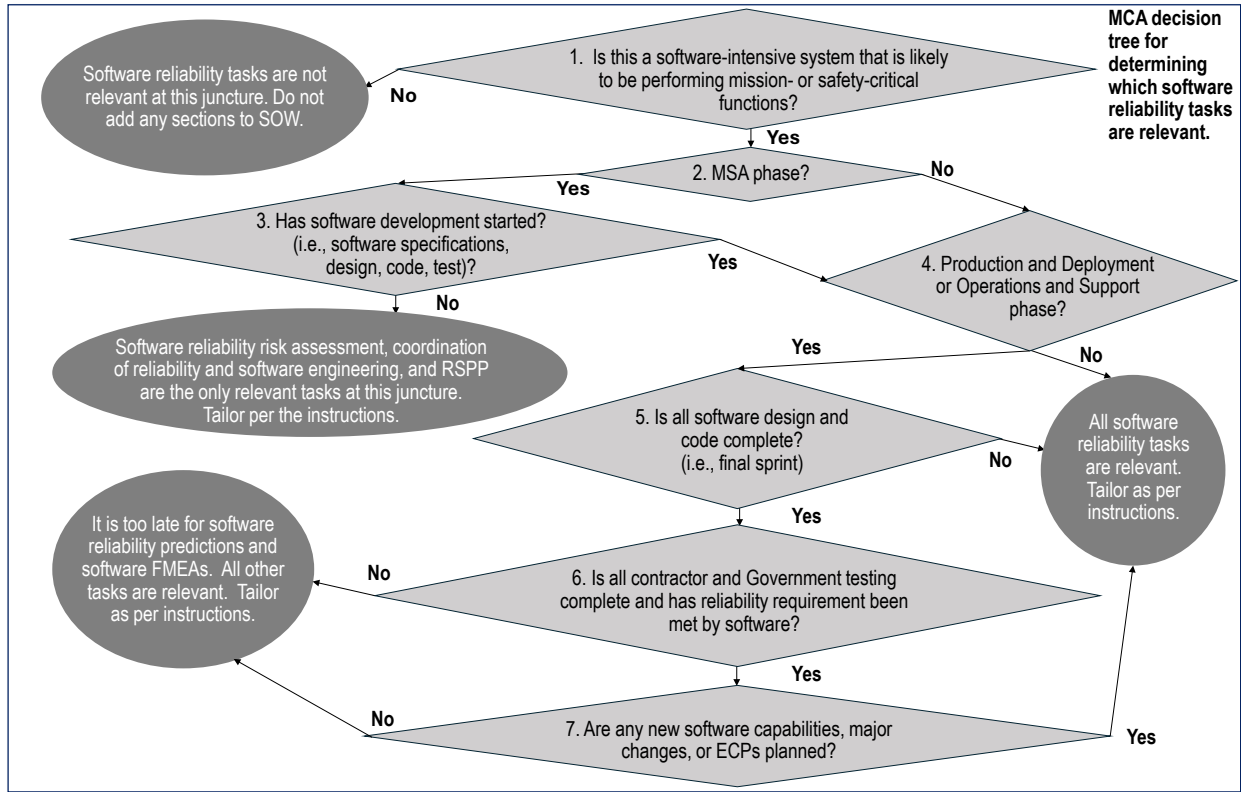 MCA decision
tree for
determining
which software
reliability tasks
are relevant.
1. Is this a software-intensive system that is likely
to be performing mission- or safety-critical
functions?
No
Software reliability tasks are not
relevant at this juncture. Do not
add any sections to SOW.
Yes
2. MSA phase?
Yes
No
3. Has software development started?
(i.e., software specifications,
design, code, test)?
Yes
No
4. Production and Deployment
or Operations and Support
phase?
Software reliability risk assessment, coordination
of reliability and software engineering, and RSPP
are the only relevant tasks at this juncture.
Tailor per the instructions.
Yes
No
5. Is all software design and
code complete?
(i.e., final sprint)
No
All software
reliability tasks
are relevant.
Tailor as per
instructions.
Yes
6. Is all contractor and Government testing
complete and has reliability requirement been
met by software?
No
It is too late for software
reliability predictions and
software FMEAs. All other
tasks are relevant. Tailor
as per instructions.
Yes
7. Are any new software capabilities, major
changes, or ECPs planned?
No
Yes